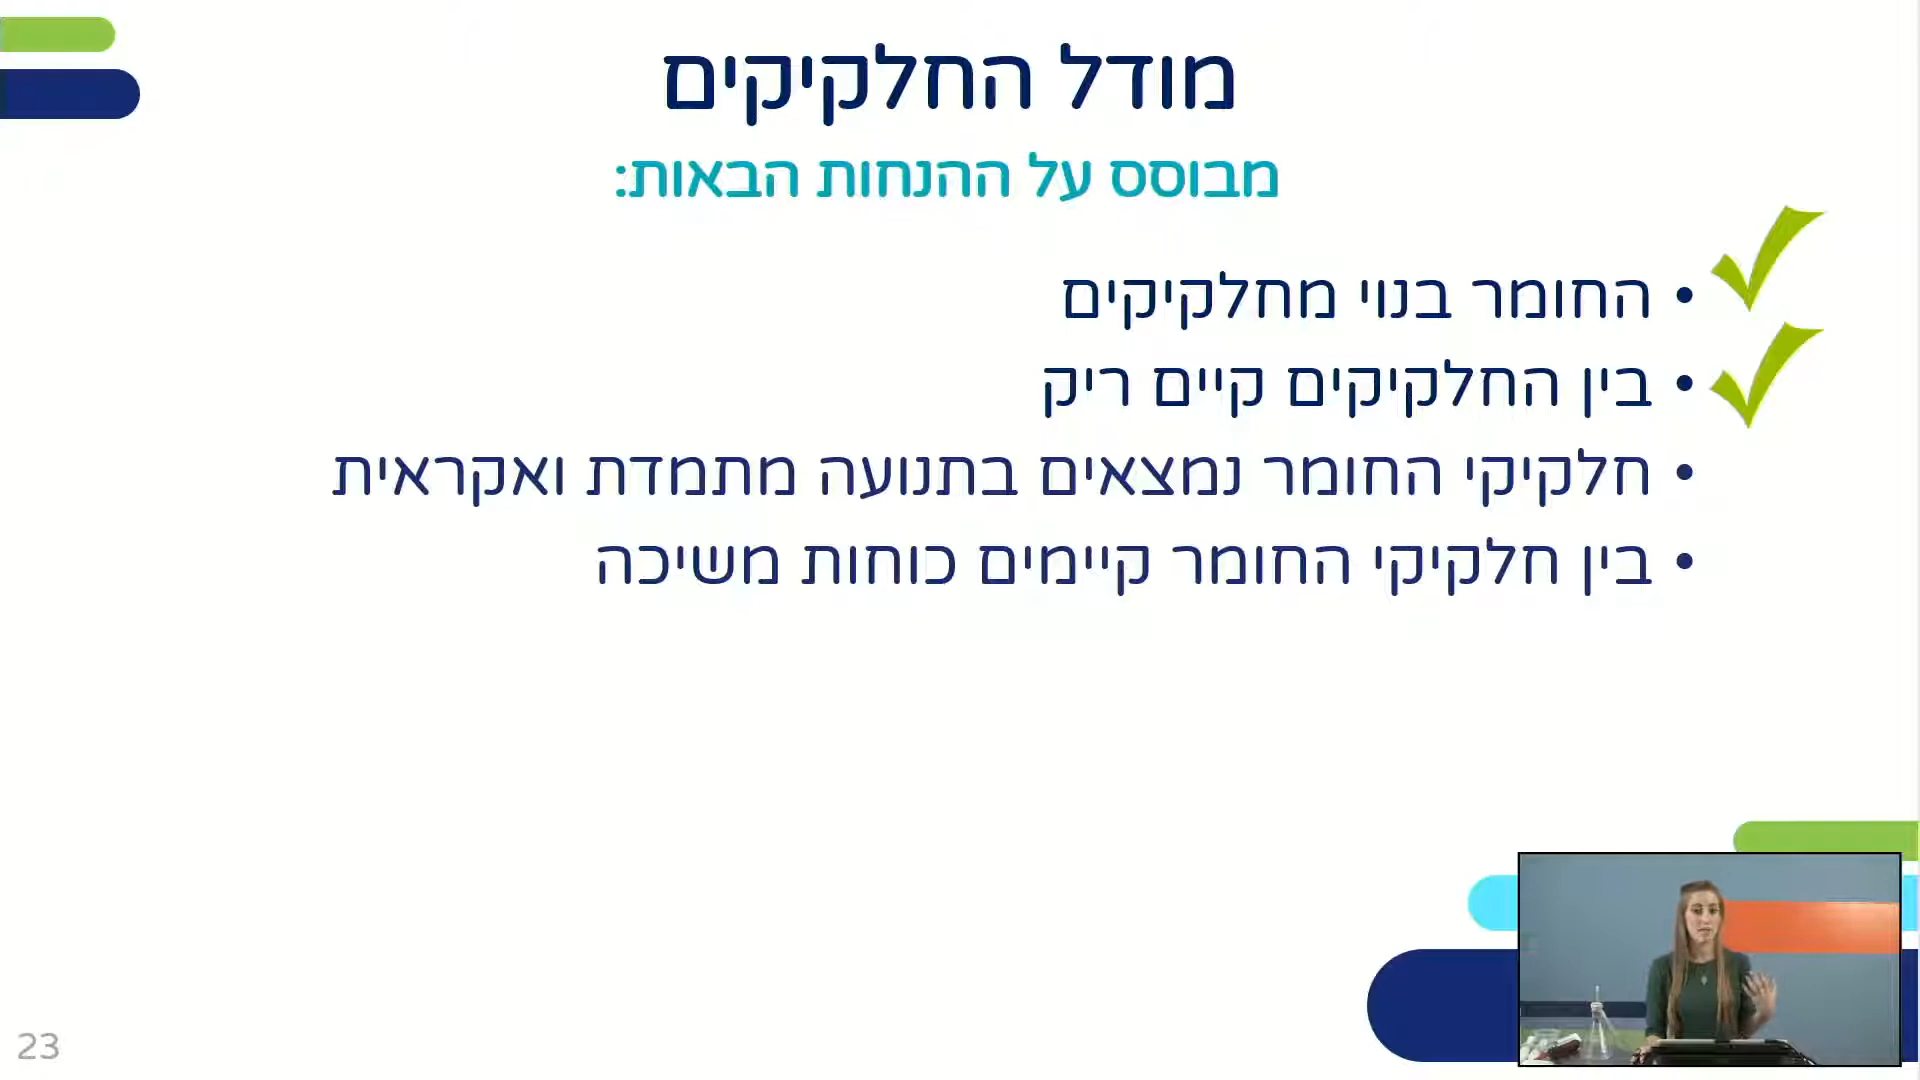 מודל החלקיקים
מבוסס על ההנחות הבאות:
• החומר בנוי מחלקיקים
• בין החלקיקים קיים ריק
• חלקיקי החומר נמצאים בתנועה מתמדת ואקראית
• בין חלקיקי החומר קיימים כוחות משיכה
23